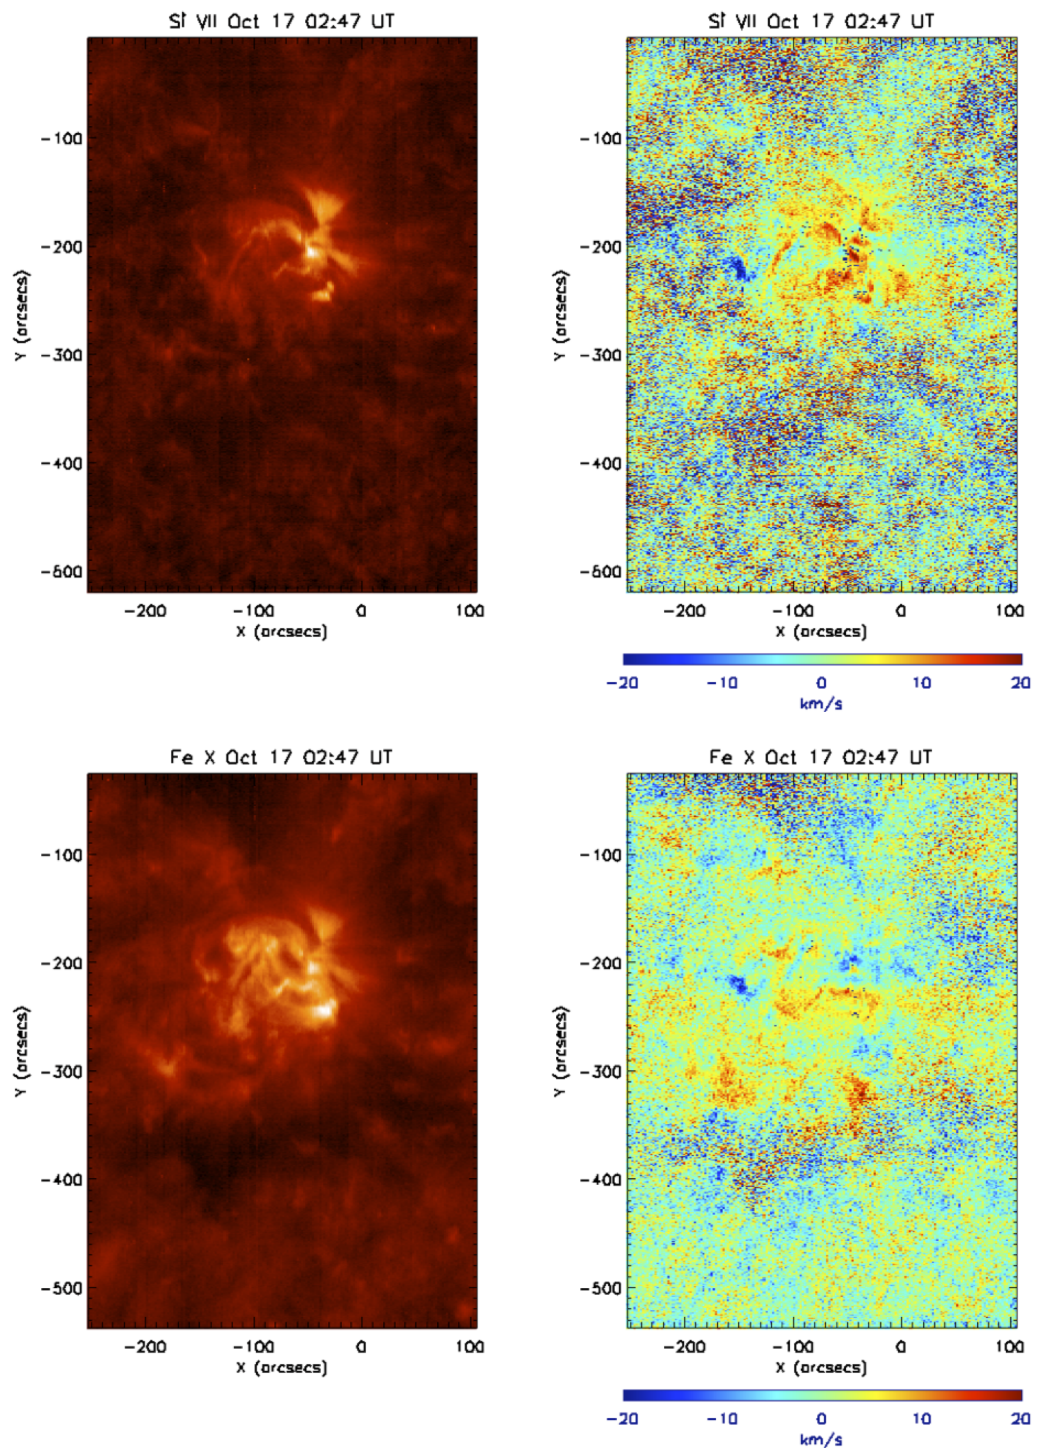 Si VII Oct 17 02:47 UT
Si VII Oct 17 02:47 UT
-100
-200
-300
-400
-500
Y (arcsecs)
-200 -100 0 100
X (arcsecs)
-100
-200
-300
-400
-500
Y (arcsecs)
-200 -100 0 100
X (arcsecs)
-20 -10 0 10 20
km/s
Fe X Oct 17 02:47 UT
Fe X Oct 17 02:47 UT
-100
-200
-300
-400
-500
Y (arcsecs)
-200 -100 0 100
X (arcsecs)
-100
-200
-300
-400
-500
Y (arcsecs)
-200 -100 0 100
X (arcsecs)
-20 -10 0 10 20
km/s